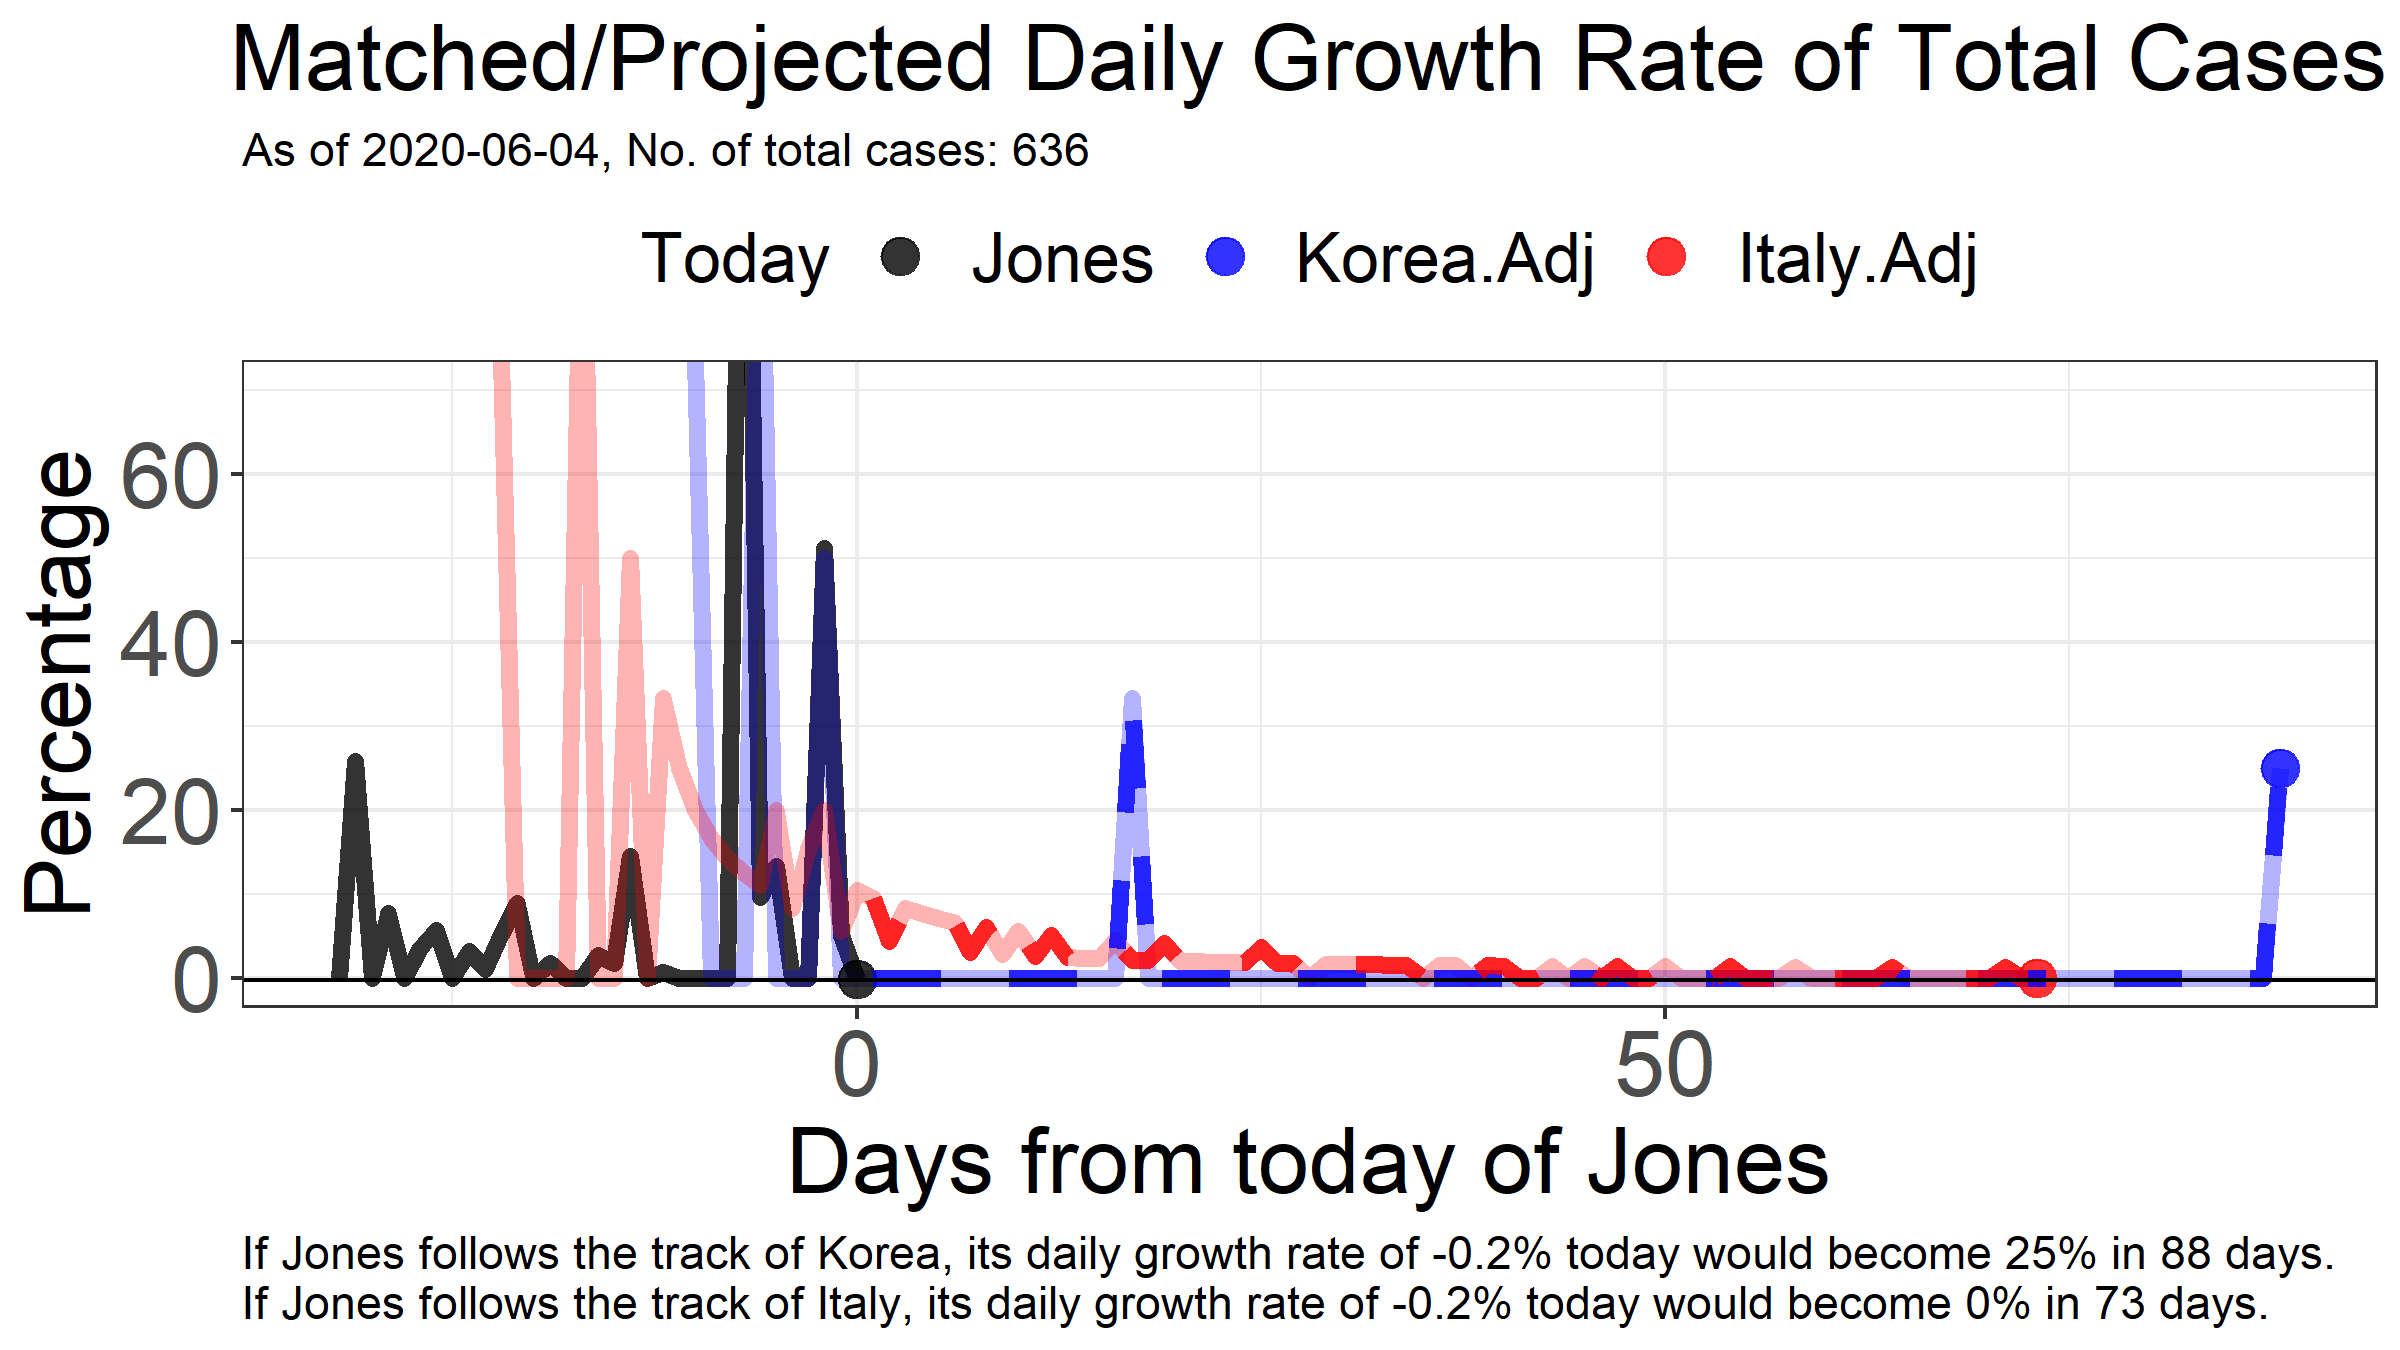 Matched/Projected Daily Growth Rate of Total Cases
As of 2020-06-04, No. of total cases: 636
Today Jones Korea.Adj Italy.Adj
Percentage
60
40
20
0
0 50
Days from today of Jones
If Jones follows the track of Korea, its daily growth rate of -0.2% today would become 25% in 88 days.
If Jones follows the track of Italy, its daily growth rate of -0.2% today would become 0% in 73 days.